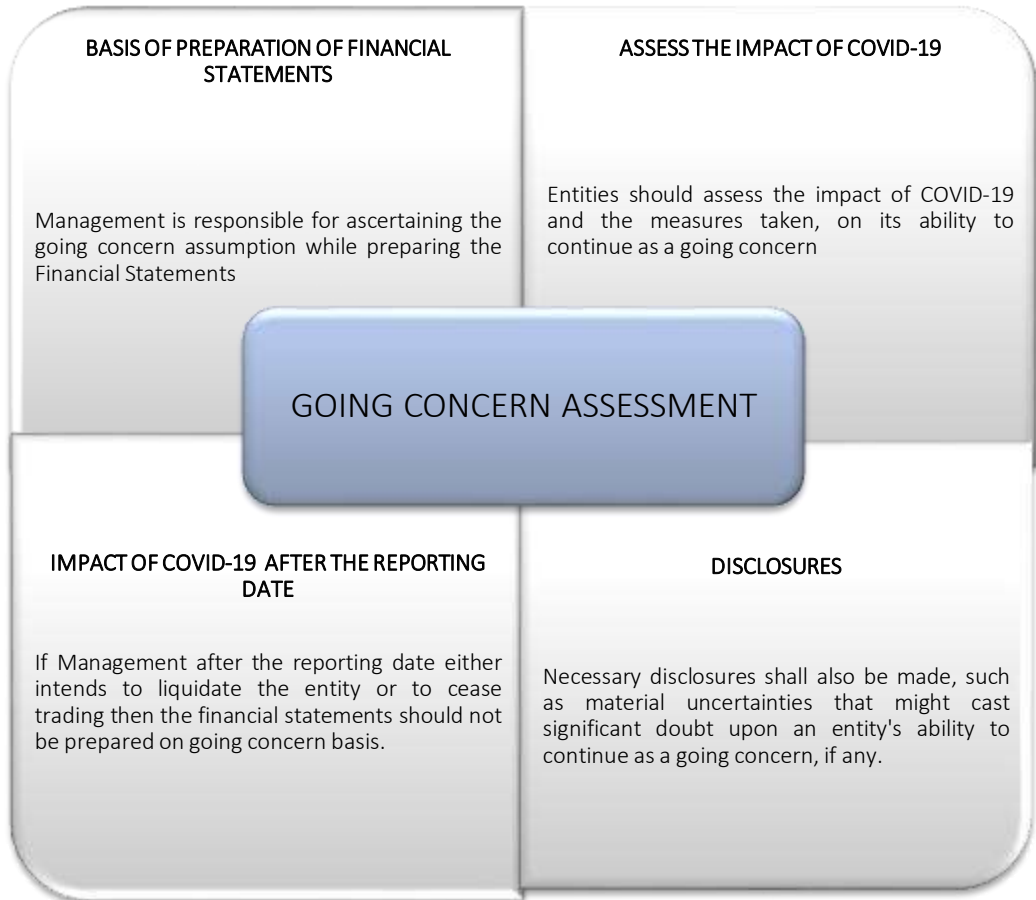 BASIS OF PREPARATION OF FINANCIAL
STATEMENTS
Management is responsible for ascertaining the
going concern assumption while preparing the
Financial Statements
ASSESS THE IMPACT OF COVID-19
Entities should assess the impact of COVID-19
and the measures taken, on its ability to
continue as a going concern
GOING CONCERN ASSESSMENT
IMPACT OF COVID-19 AFTER THE REPORTING
DATE
If Management after the reporting date either
intends to liquidate the entity or to cease
trading then the financial statements should not
be prepared on going concern basis.
DISCLOSURES
Necessary disclosures shall also be made, such
as material uncertainties that might cast
significant doubt upon an entity's ability to
continue as a going concern, if any.